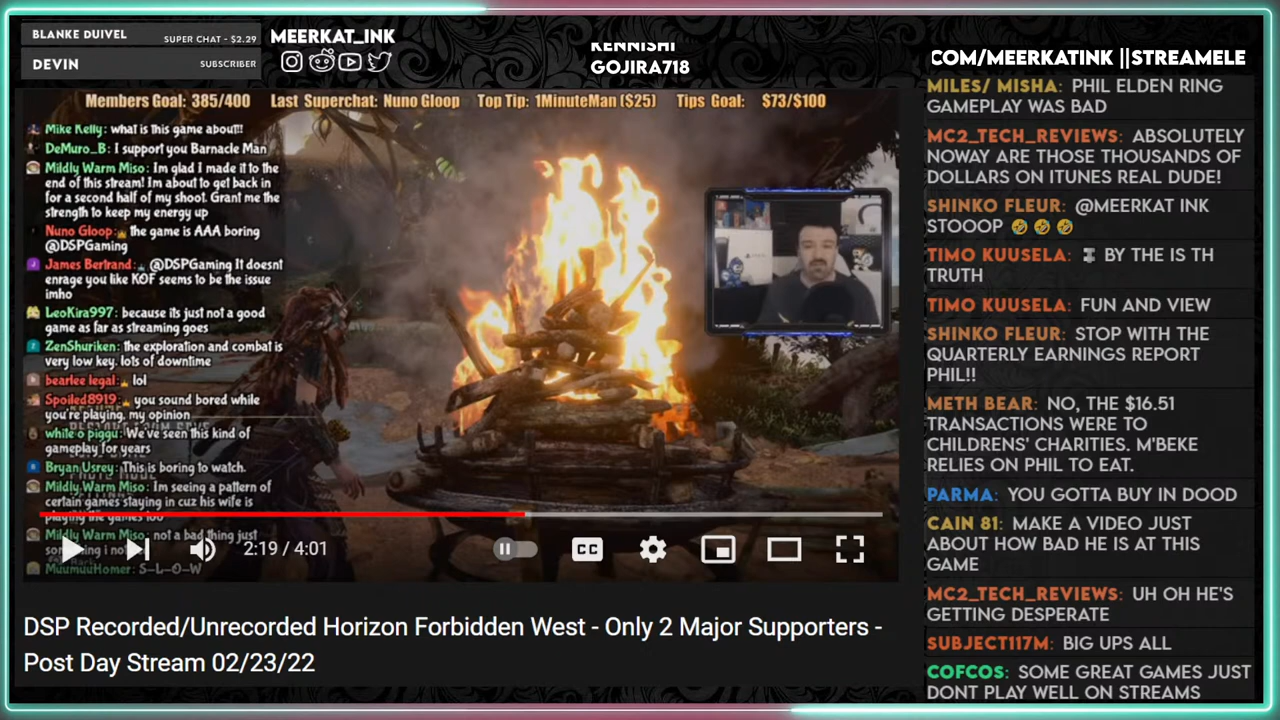 BLANKE DUIVEL SUPER CHAT - $2.29
DEVIN SUBSCRIBER
MEERKAT_INK
KENNISHI
GOJIRA718
COM/MEERKATINK ||STREAMELE
Members Goal: 385/400 Last Superchat: Nuno Gloop Top Tip: 1MinuteMan ($25) Tips Goal: $73/$100
Mike Kelly: what is this game about!!
DeMuro_B: I support you Barnacle Man
Mildly Warm Miso: Im glad I made it to the
end of this stream! Im about to get back in
for a second half of my shoot. Grant me the
strength to keep my energy up
Nuno Gloop: the game is AAA boring
@DSPGaming
James Bertrand: @DSPGaming It doesnt
enrage you like KOF seems to be the issue
imho
LeoKira997: because its just not a good
game as far as streaming goes
ZenShuriken: the exploration and combat is
very low key. lots of downtime
bearlee legal: lol
Spoiled8919: you sound bored while
you're playing, my opinion
while o piggu: We've seen this kind of
gameplay for years
Bryan Usrey: This is boring to watch.
Mildly Warm Miso: Im seeing a pattern of
certain games staying in cuz his wife is
playing the games too
Mildly Warm Miso: not a bad thing just
MuumuuHomer: S-L-O-W
2:19 / 4:01
CC
DSP Recorded/Unrecorded Horizon Forbidden West - Only 2 Major Supporters -
Post Day Stream 02/23/22
MILES/ MISHA: PHIL ELDEN RING
GAMEPLAY WAS BAD
MC2_TECH_REVIEWS: ABSOLUTELY
NOWAY ARE THOSE THOUSANDS OF
DOLLARS ON ITUNES REAL DUDE!
SHINKO FLEUR: @MEERKAT INK
STOOOP 🤣 🤣 🤣
TIMO KUUSELA: BY THE IS TH
TRUTH
TIMO KUUSELA: FUN AND VIEW
SHINKO FLEUR: STOP WITH THE
QUARTERLY EARNINGS REPORT
PHIL!!
METH BEAR: NO, THE $16.51
TRANSACTIONS WERE TO
CHILDRENS' CHARITIES. M'BEKE
RELIES ON PHIL TO EAT.
PARMA: YOU GOTTA BUY IN DOOD
CAIN 81: MAKE A VIDEO JUST
ABOUT HOW BAD HE IS AT THIS
GAME
MC2_TECH_REVIEWS: UH OH HE'S
GETTING DESPERATE
SUBJECT117M: BIG UPS ALL
COFCOS: SOME GREAT GAMES JUST
DONT PLAY WELL ON STREAMS